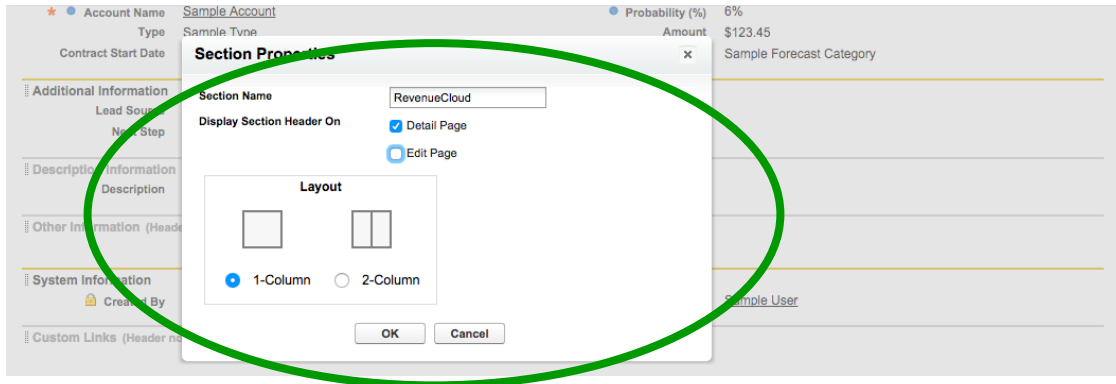 * Account Name Sample Account Probability (%) 6%
Type Sample Type Amount $123.45
Contract Start Date Section Properties × Sample Forecast Category
Additional Information Section Name RevenueCloud
Lead Source
Display Section Header On Detail Page
Next Step
Edit Page
Description Information
Description Layout
Other Information (Heade
1-Column 2-Column
System Information
Created By Sample User
OK Cancel
Custom Links (Header no